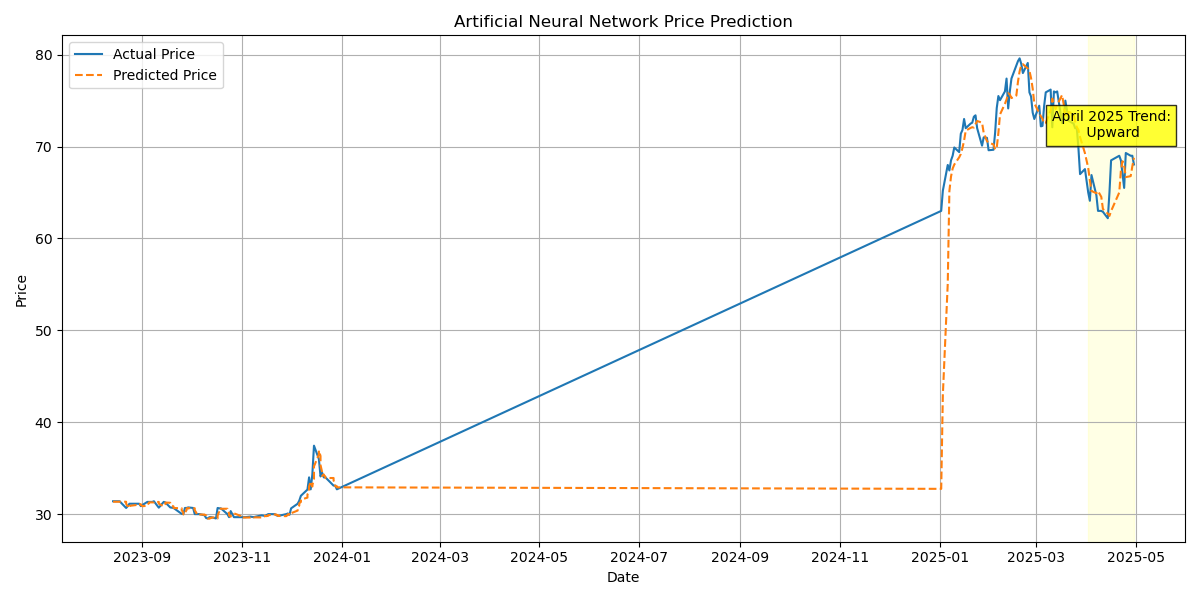 Artificial Neural Network Price Prediction
Actual Price
Predicted Price
April 2025 Trend:
Upward
Price
80
70
60
50
40
30
2023-09 2023-11 2024-01 2024-03 2024-05 2024-07 2024-09 2024-11 2025-01 2025-03 2025-05
Date